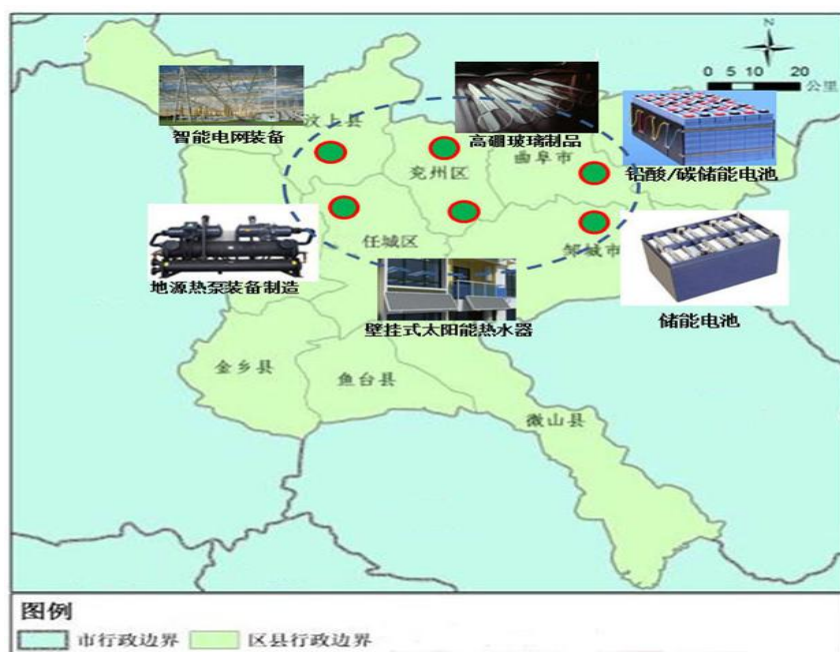 N
0 5 10 20
公里
智能电网装备
汶上县
高硼玻璃制品
曲阜市
兖州区
铅酸/碳储能电池
任城区
邹城市
地源热泵装备制造
壁挂式太阳能热水器
储能电池
金乡县
鱼台县
微山县
图例
市行政边界 区县行政边界